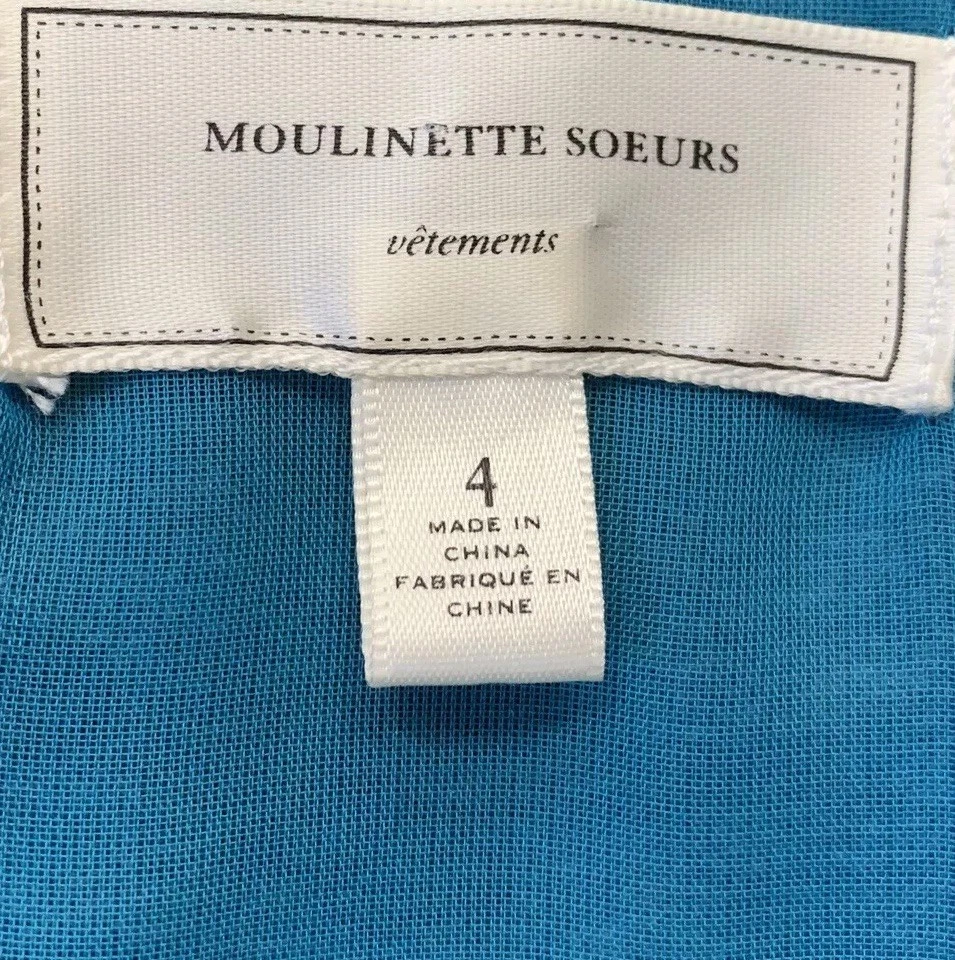 MOULINETTE SOEURS
vêtements
4
MADE IN
CHINA
FABRIQUÉ EN
CHINE